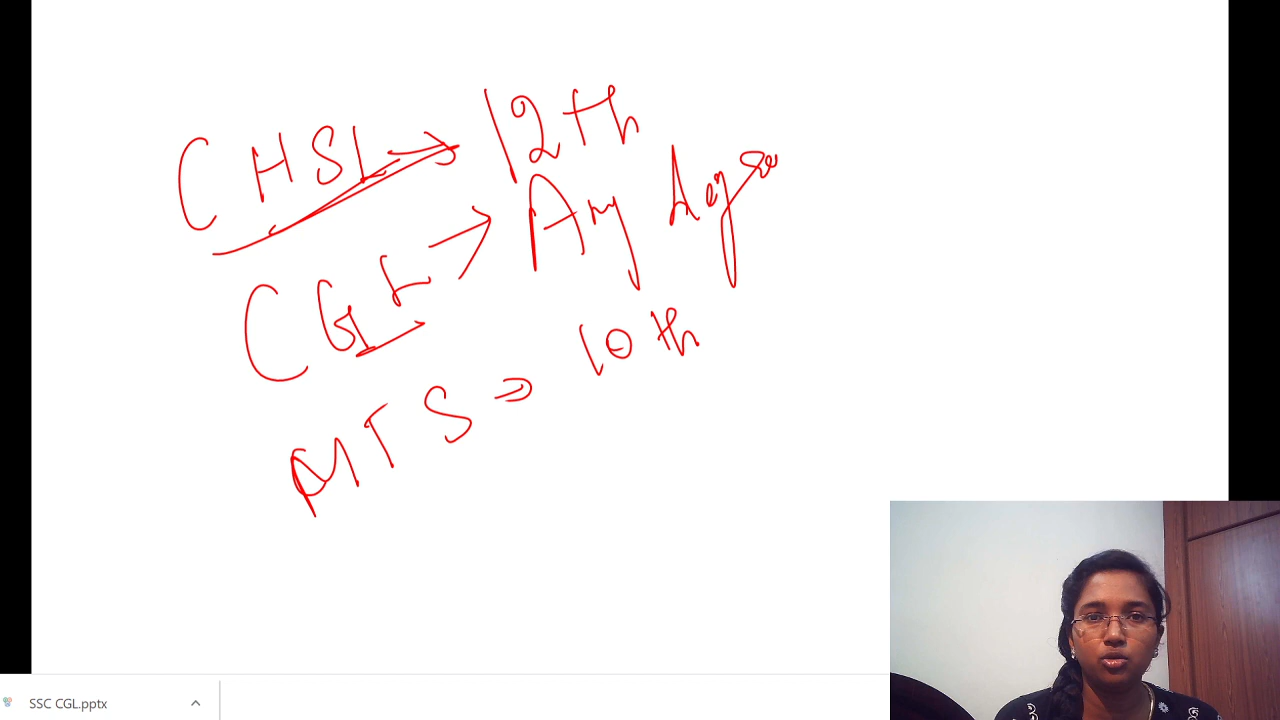 CHSL → 12th
CGL → Any degree
MTS ⇒ 10th
SSC CGL.pptx